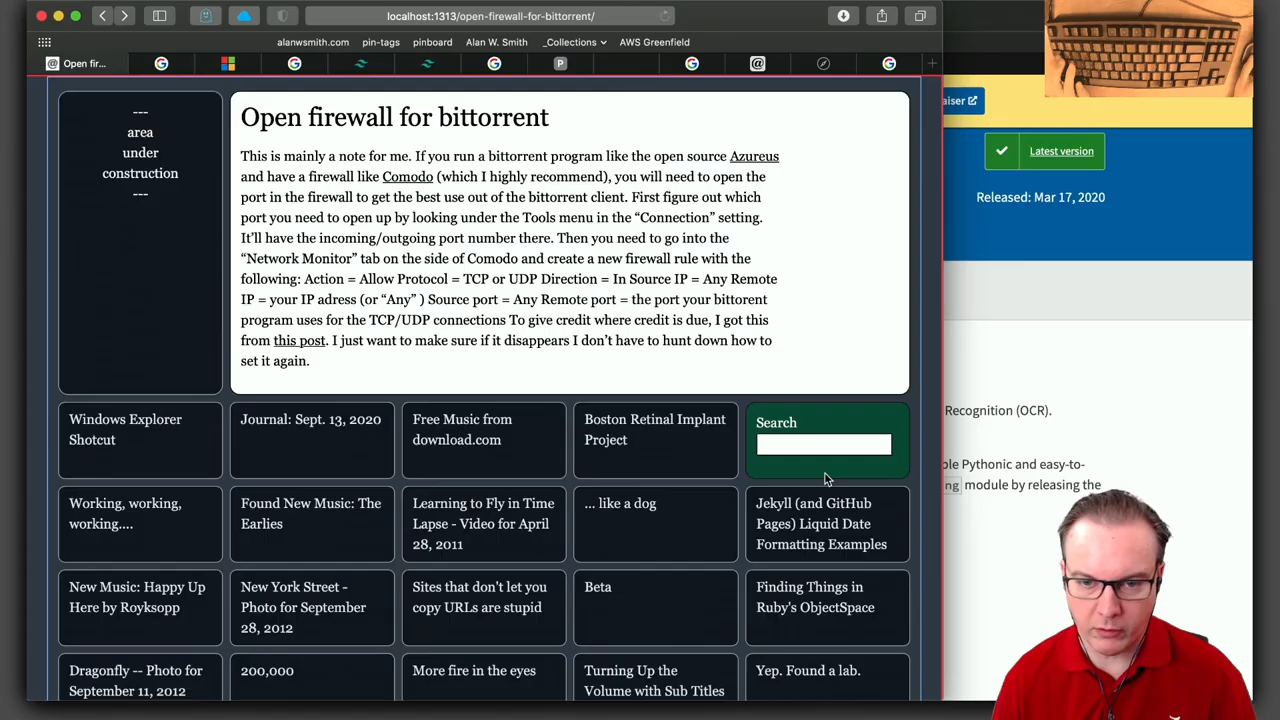 localhost:1313/open-firewall-for-bittorrent/
alanwsmith.com
pin-tags
pinboard
Alan W. Smith
_Collections
AWS Greenfield
Open fir...
aiser
Latest version
Released: Mar 17, 2020
---
area
under
construction
---
Open firewall for bittorrent
This is mainly a note for me. If you run a bittorrent program like the open source Azureus
and have a firewall like Comodo (which I highly recommend), you will need to open the
port in the firewall to get the best use out of the bittorrent client. First figure out which
port you need to open up by looking under the Tools menu in the “Connection” setting.
It’ll have the incoming/outgoing port number there. Then you need to go into the
“Network Monitor” tab on the side of Comodo and create a new firewall rule with the
following: Action = Allow Protocol = TCP or UDP Direction = In Source IP = Any Remote
IP = your IP adress (or “Any” ) Source port = Any Remote port = the port your bittorent
program uses for the TCP/UDP connections To give credit where credit is due, I got this
from this post. I just want to make sure if it disappears I don’t have to hunt down how to
set it again.
Recognition (OCR).
ple Pythonic and easy-to-
ng module by releasing the
Windows Explorer
Shotcut
Journal: Sept. 13, 2020
Free Music from
download.com
Boston Retinal Implant
Project
Search
Working, working,
working....
Found New Music: The
Earlies
Learning to Fly in Time
Lapse - Video for April
28, 2011
... like a dog
Jekyll (and GitHub
Pages) Liquid Date
Formatting Examples
New Music: Happy Up
Here by Royksopp
New York Street -
Photo for September
28, 2012
Sites that don't let you
copy URLs are stupid
Beta
Finding Things in
Ruby's ObjectSpace
Dragonfly -- Photo for
September 11, 2012
200,000
More fire in the eyes
Turning Up the
Volume with Sub Titles
Yep. Found a lab.